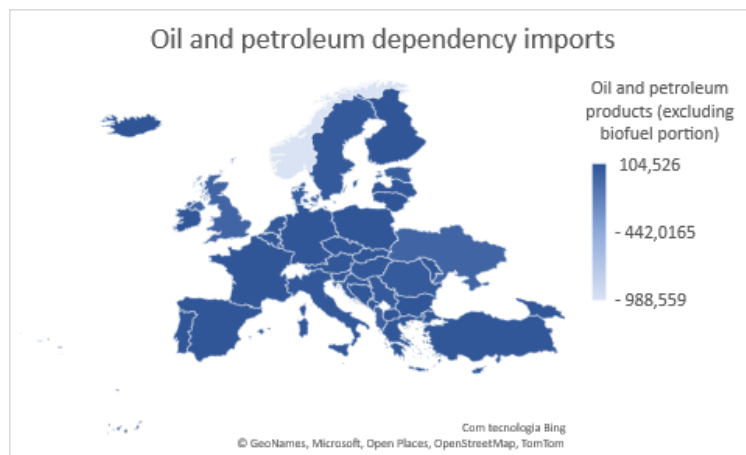 Oil and petroleum dependency imports
Oil and petroleum
products (excluding
biofuel portion)
104,526
- 442,0165
- 988,559
Com tecnologia Bing
© GeoNames, Microsoft, Open Places, OpenStreetMap, TomTom